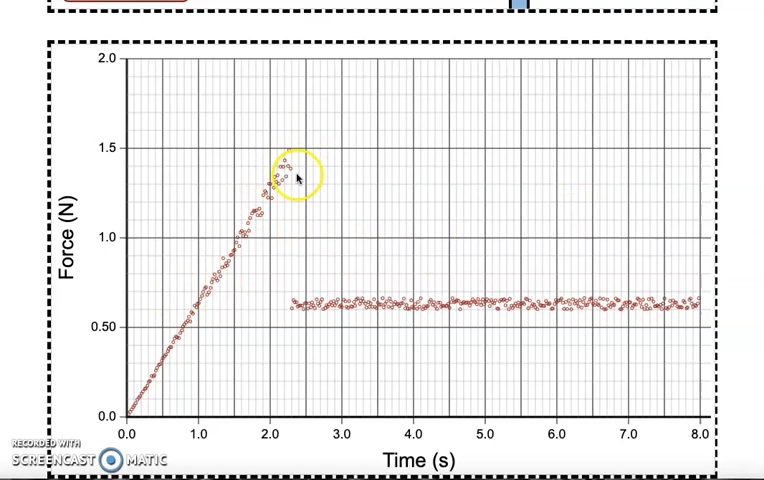 2.0
1.5
1.0
0.50
0.0
Force (N)
0.0 1.0 2.0 3.0 4.0 5.0 6.0 7.0 8.0
Time (s)
RECORDED WITH
SCREENCAST MATIC